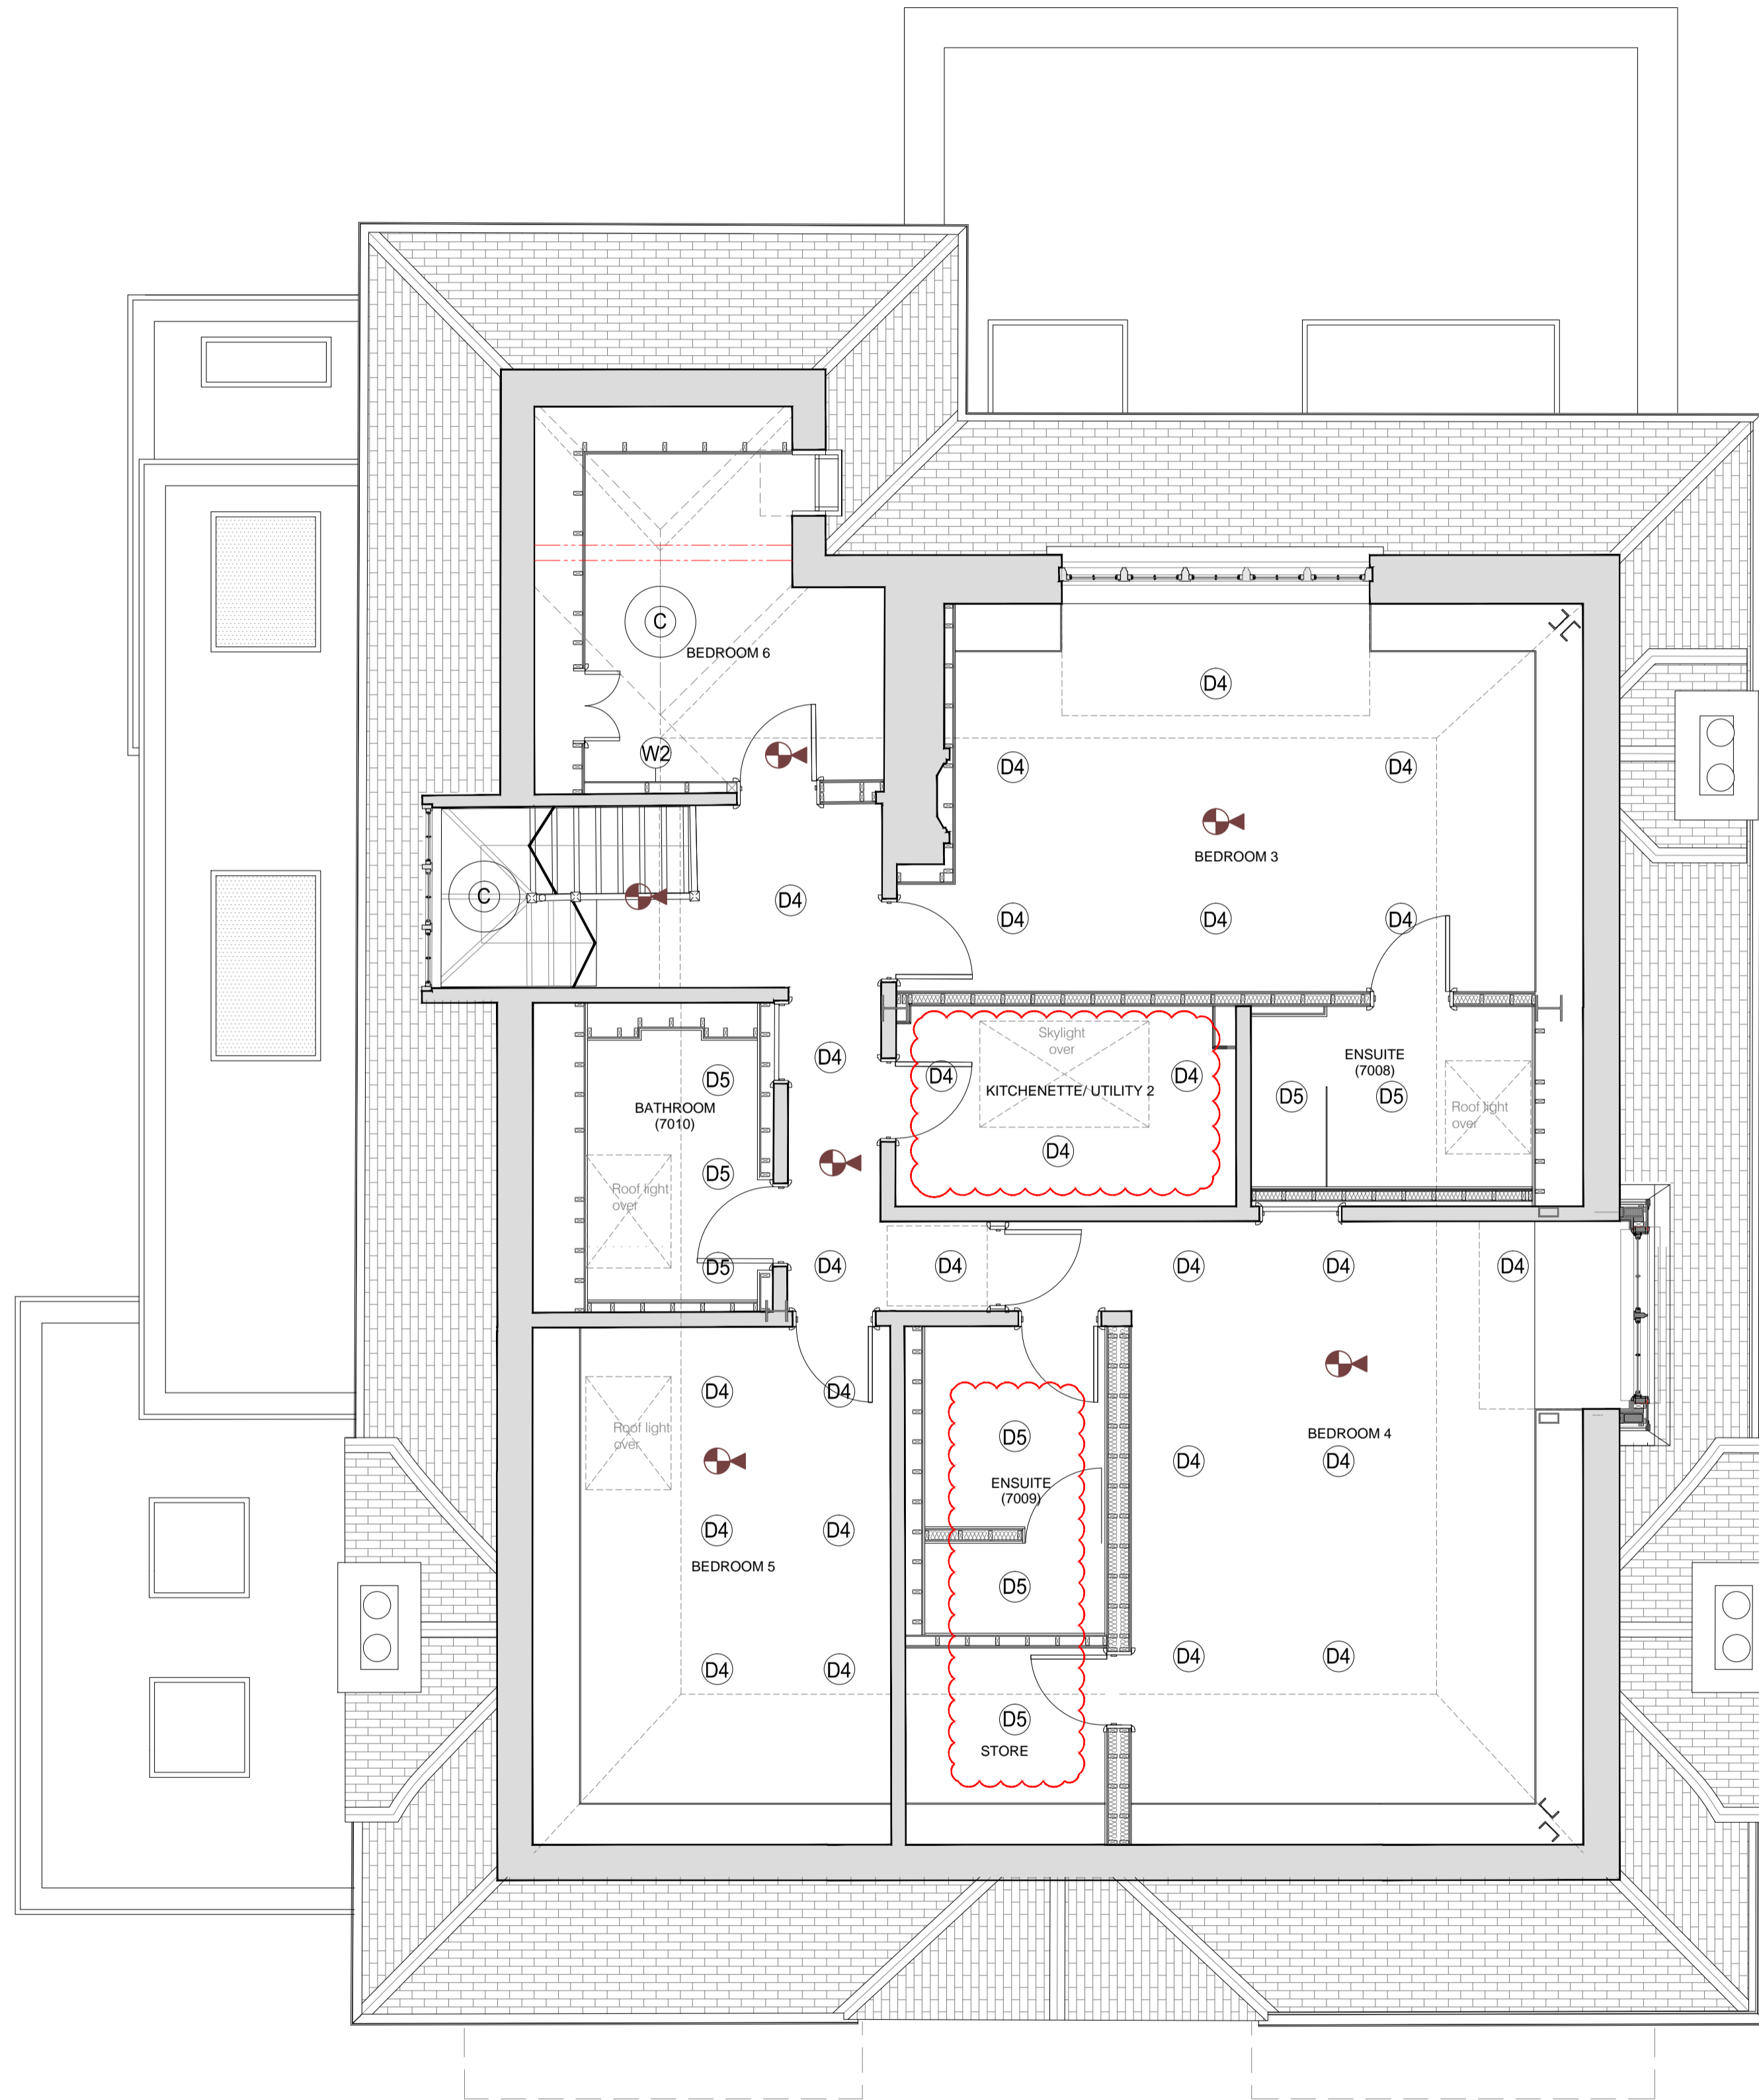 C
BEDROOM 6
D4
W2
D4
D4
BEDROOM 3
C
D4
D4
D4
D4
Skylight
over
D4
D4
D4
KITCHENETTE/ UTILITY 2
D4
ENSUITE
(7008)
D5
D5
Roof light
over
D5
BATHROOM
(7010)
D5
Roof light
over
D5
D4
D4
D4
D4
D4
D4
D4
Roof light
over
D5
BEDROOM 4
D4
D4
ENSUITE
(7009)
D4
D4
BEDROOM 5
D5
D4
D4
D4
D4
D5
STORE